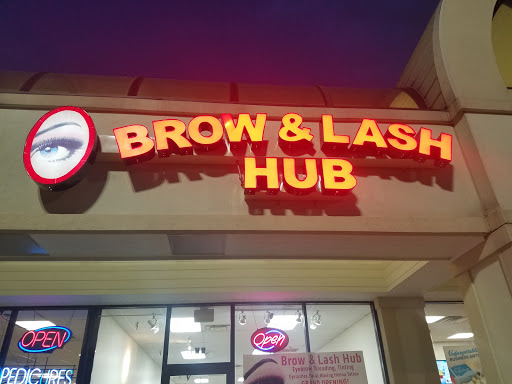 BROW & LASH
HUB
OPEN
Open
PEDICURES
Brow & Lash Hub
Eyebrow Threading, Tinting
GRAND OPENING!